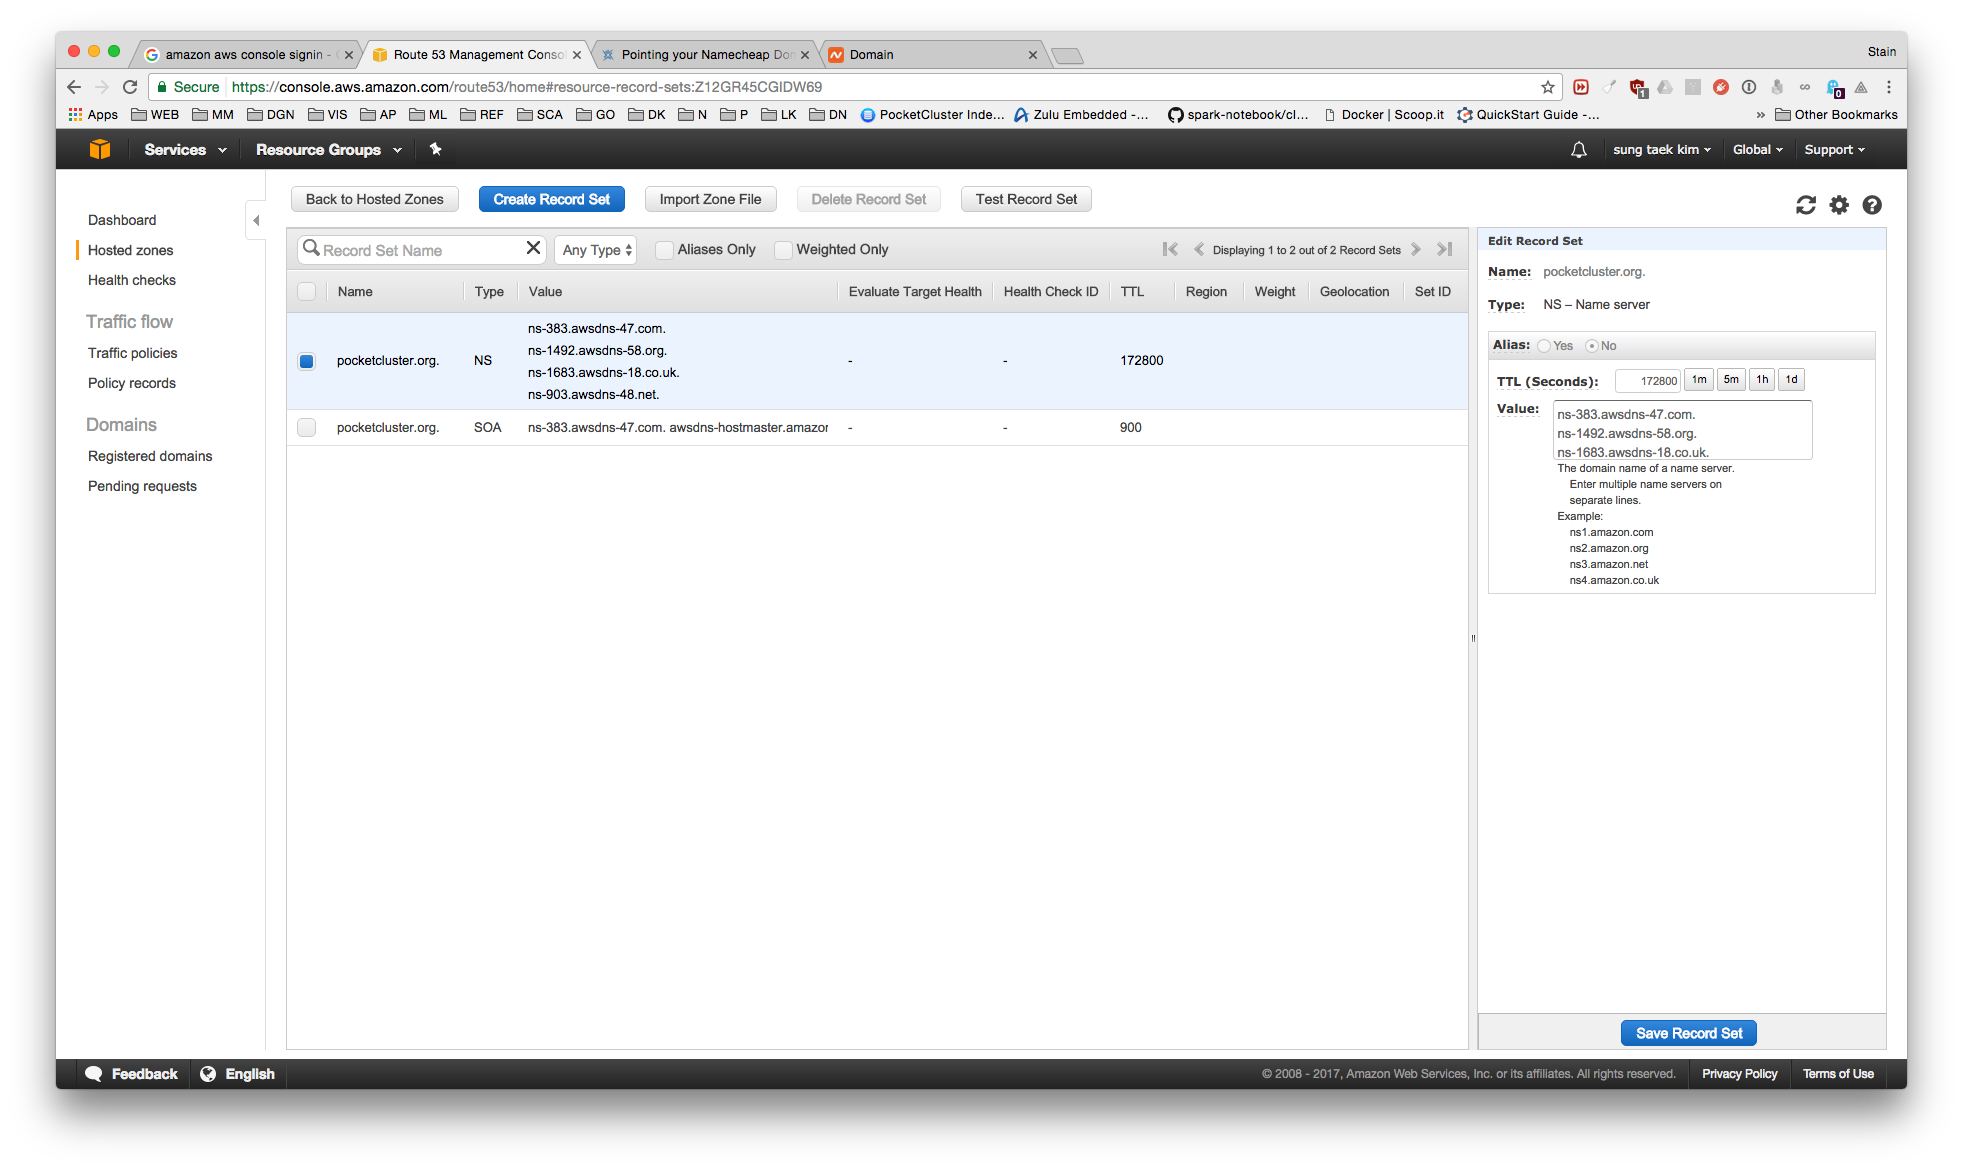 amazon aws console signin -
Route 53 Management Conso
Pointing your Namecheap Dom
Domain
Stain
Secure https://console.aws.amazon.com/route53/home#resource-record-sets:Z12GR45CGIDW69
Apps WEB MM DGN VIS AP ML REF SCA GO DK N P LK DN PocketCluster Inde... Zulu Embedded -... spark-notebook/cl... Docker | Scoop.it QuickStart Guide -... » Other Bookmarks
Services Resource Groups sung taek kim Global Support
Dashboard
Hosted zones
Health checks
Traffic flow
Traffic policies
Policy records
Domains
Registered domains
Pending requests
Back to Hosted Zones Create Record Set Import Zone File Delete Record Set Test Record Set
Record Set Name Any Type Aliases Only Weighted Only Displaying 1 to 2 out of 2 Record Sets
Name Type Value Evaluate Target Health Health Check ID TTL Region Weight Geolocation Set ID
ns-383.awsdns-47.com.
ns-1492.awsdns-58.org.
pocketcluster.org. NS - - 172800
ns-1683.awsdns-18.co.uk.
ns-903.awsdns-48.net.
pocketcluster.org. SOA ns-383.awsdns-47.com. awsdns-hostmaster.amazor - - 900
Edit Record Set
Name: pocketcluster.org.
Type: NS – Name server
Alias: Yes No
TTL (Seconds): 172800 1m 5m 1h 1d
Value: ns-383.awsdns-47.com.
ns-1492.awsdns-58.org.
ns-1683.awsdns-18.co.uk.
The domain name of a name server.
Enter multiple name servers on
separate lines.
Example:
ns1.amazon.com
ns2.amazon.org
ns3.amazon.net
ns4.amazon.co.uk
Save Record Set
Feedback English © 2008 - 2017, Amazon Web Services, Inc. or its affiliates. All rights reserved. Privacy Policy Terms of Use